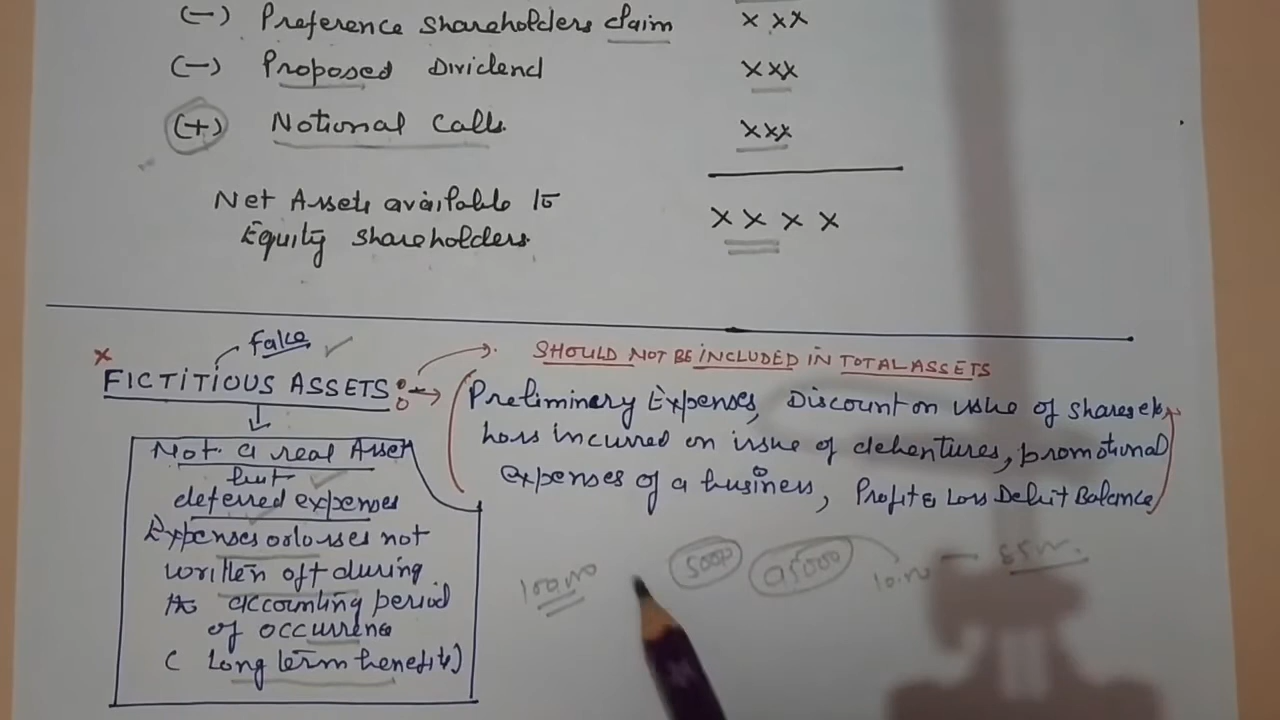 (-) Preference shareholders claim x xx
(-) Proposed Dividend xxx
(+) Notional Calls xxx
Net Assets available to
Equity shareholders. x x x x
Fake
SHOULD NOT BE INCLUDED IN TOTAL ASSETS
x FICTITIOUS ASSETS
Preliminary Expenses, Discount on issue of shares etc,
loss incurred on issue of debentures, promotional
expenses of a business, Profit & Loss Debit Balance
Not a real Asset
but
deferred expenses
Expenses or losses not
written off during
the accounting period
of occurrence
( long term benefits)
5000 95000